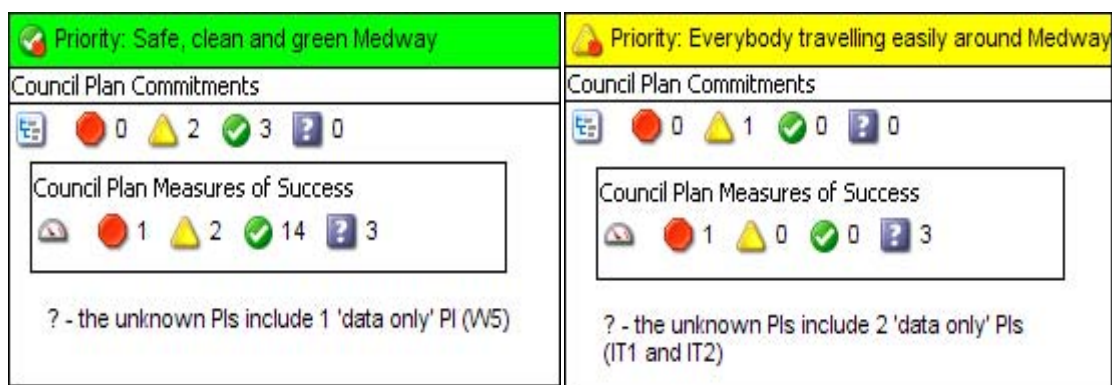 Priority: Safe, clean and green Medway
Council Plan Commitments
0 2 3 ? 0
Council Plan Measures of Success
1 2 14 ? 3
? - the unknown PIs include 1 'data only' PI (W5)
Priority: Everybody travelling easily around Medway
Council Plan Commitments
0 1 0 ? 0
Council Plan Measures of Success
1 0 0 ? 3
? - the unknown PIs include 2 'data only' PIs
(IT1 and IT2)